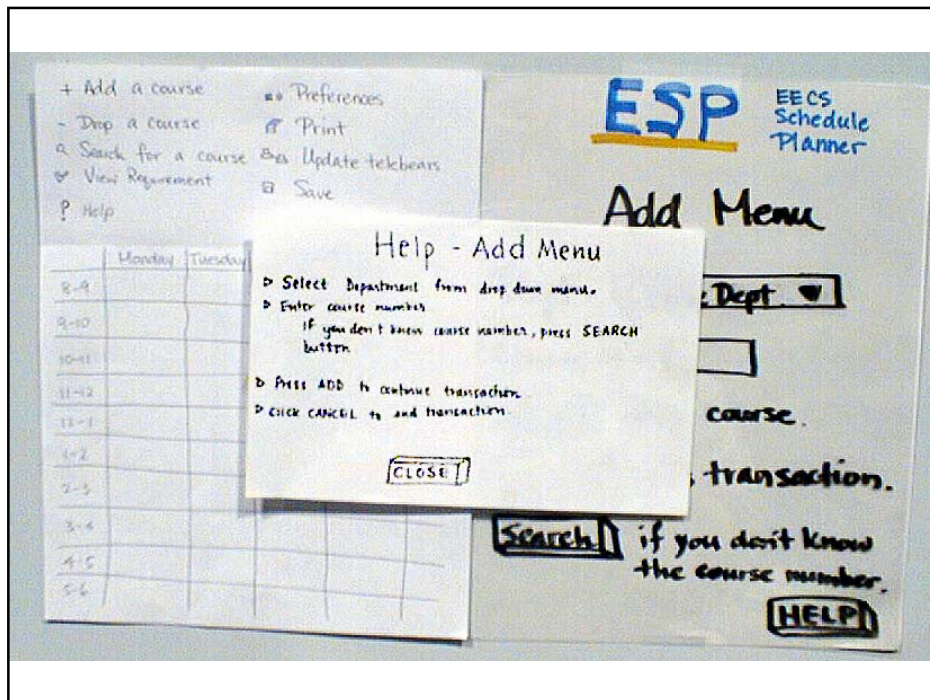 + Add a course
- Drop a course
Search for a course
View Requirement
? Help
Preferences
Print
Update telebears
Save
Monday Tuesday
8-9
9-10
10-11
11-12
12-1
1-2
2-3
3-4
4-5
5-6
Help - Add Menu
Select Department from drop down menu.
Enter course number
if you don't know course number, press SEARCH
button
Press ADD to continue transaction
Click CANCEL to end transaction
CLOSE
ESP
EECS
Schedule
Planner
Add Menu
Dept.
course.
transaction.
Search if you don't know
the course number.
HELP